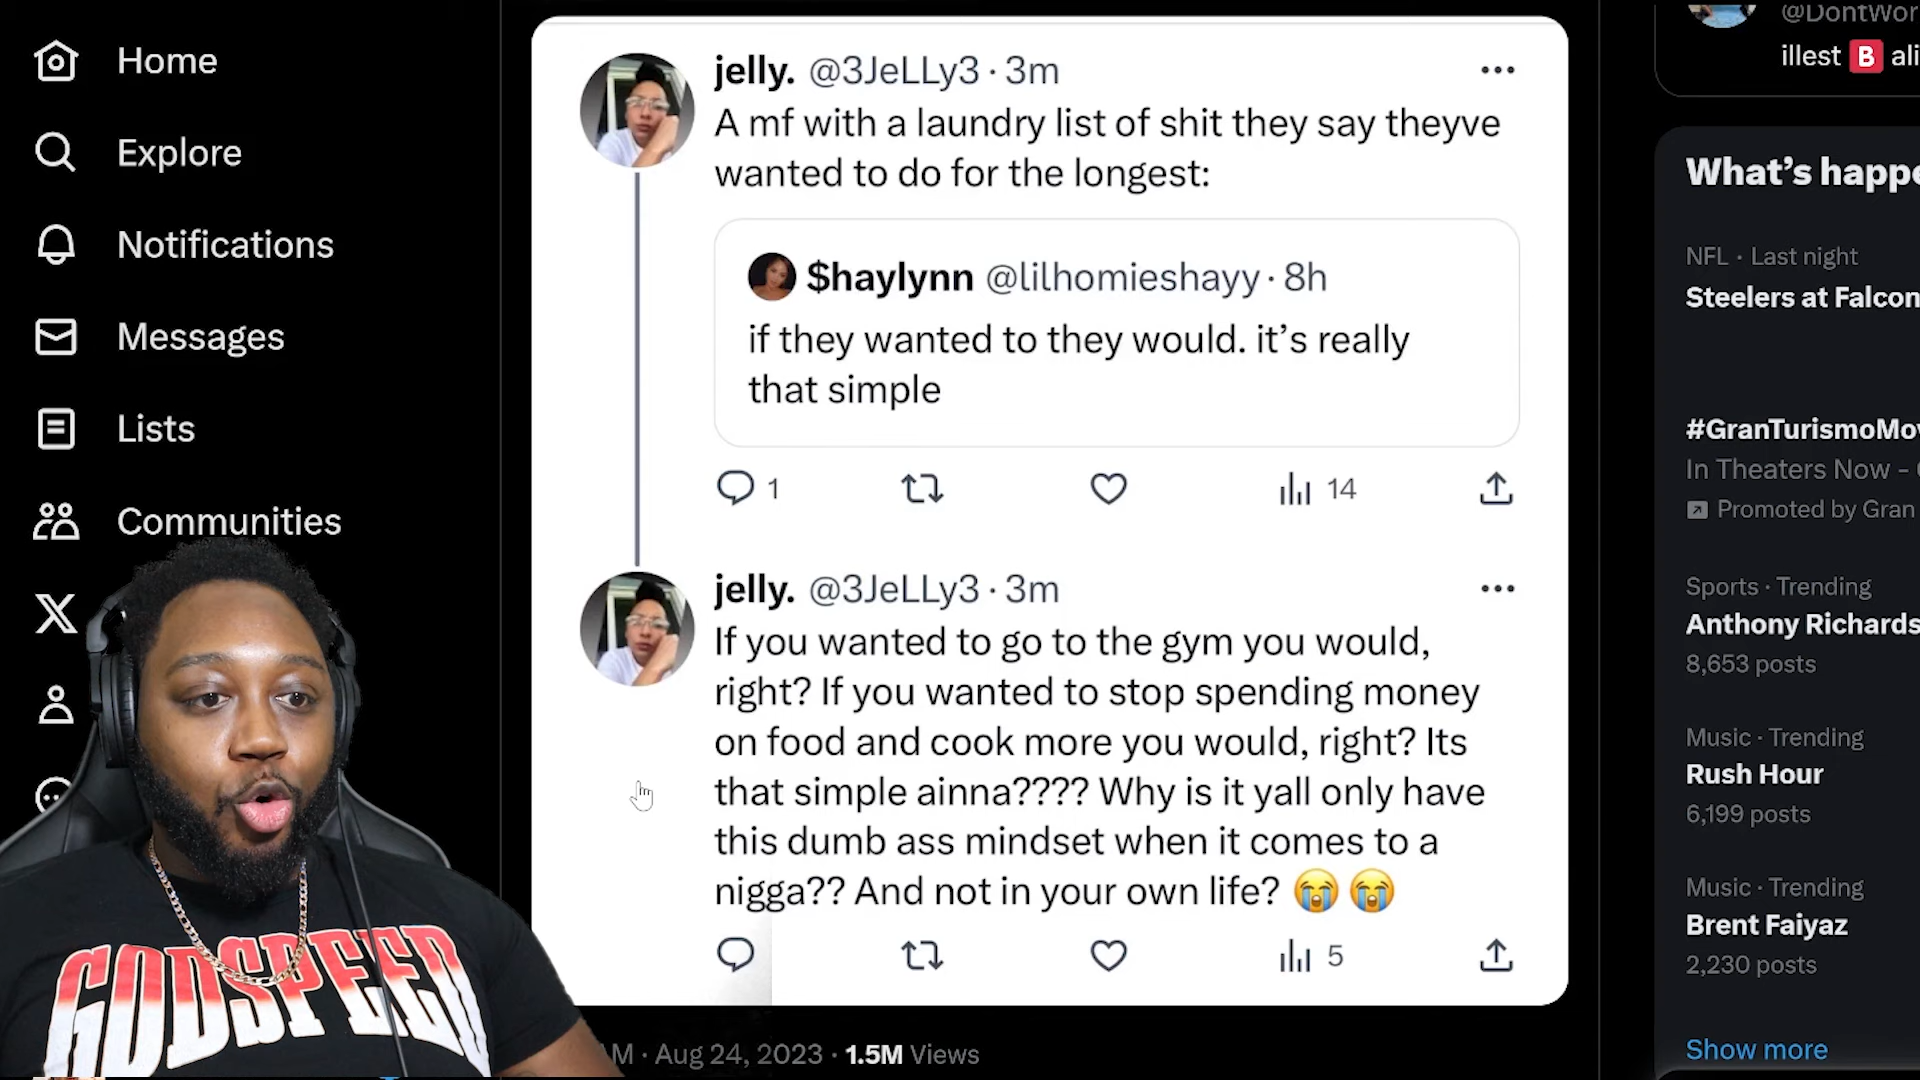 Home
Explore
Notifications
Messages
Lists
Communities
jelly. @3JeLLy3 · 3m
A mf with a laundry list of shit they say theyve
wanted to do for the longest:
$haylynn @lilhomieshayy · 8h
if they wanted to they would. it’s really
that simple
1
14
jelly. @3JeLLy3 · 3m
If you wanted to go to the gym you would,
right? If you wanted to stop spending money
on food and cook more you would, right? Its
that simple ainna???? Why is it yall only have
this dumb ass mindset when it comes to a
nigga?? And not in your own life? 😭😭
5
AM · Aug 24, 2023 · 1.5M Views
GODSPEED
@DontWor
illest B ali
What’s happe
NFL · Last night
Steelers at Falcon
#GranTurismoMov
In Theaters Now –
Promoted by Gran
Sports · Trending
Anthony Richards
8,653 posts
Music · Trending
Rush Hour
6,199 posts
Music · Trending
Brent Faiyaz
2,230 posts
Show more